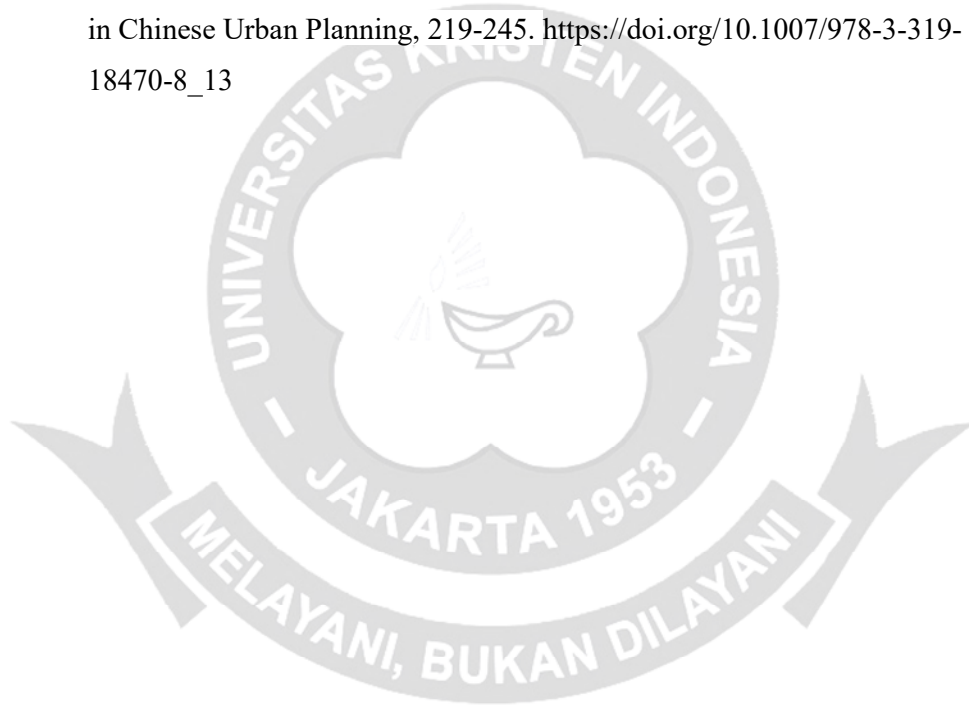 in Chinese Urban Planning, 219-245. https://doi.org/10.1007/978-3-319-
18470-8_13
UNIVERSITAS KRISTEN INDONESIA
- JAKARTA 1953 -
MELAYANI, BUKAN DILAYANI